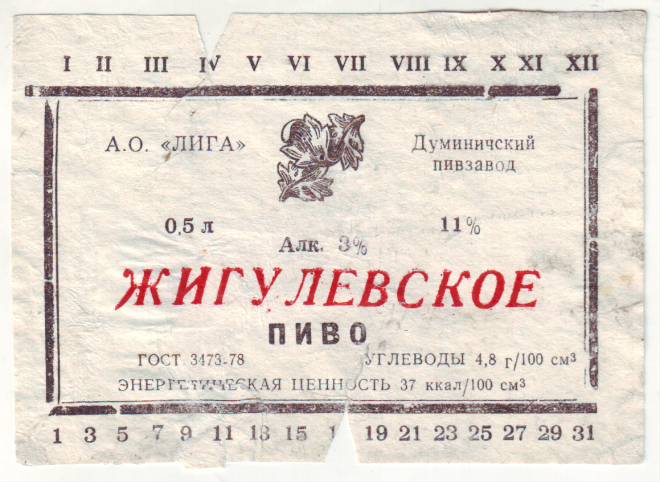 I II III IV V VI VII VIII IX X XI XII
А.О. «ЛИГА»
Думиничский
пивзавод
0,5 л
11%
Алк. 3%
ЖИГУЛЕВСКОЕ
ПИВО
ГОСТ 3473-78
УГЛЕВОДЫ 4,8 г/100 см³
ЭНЕРГЕТИЧЕСКАЯ ЦЕННОСТЬ 37 ккал/100 см³
1 3 5 7 9 11 13 15 19 21 23 25 27 29 31